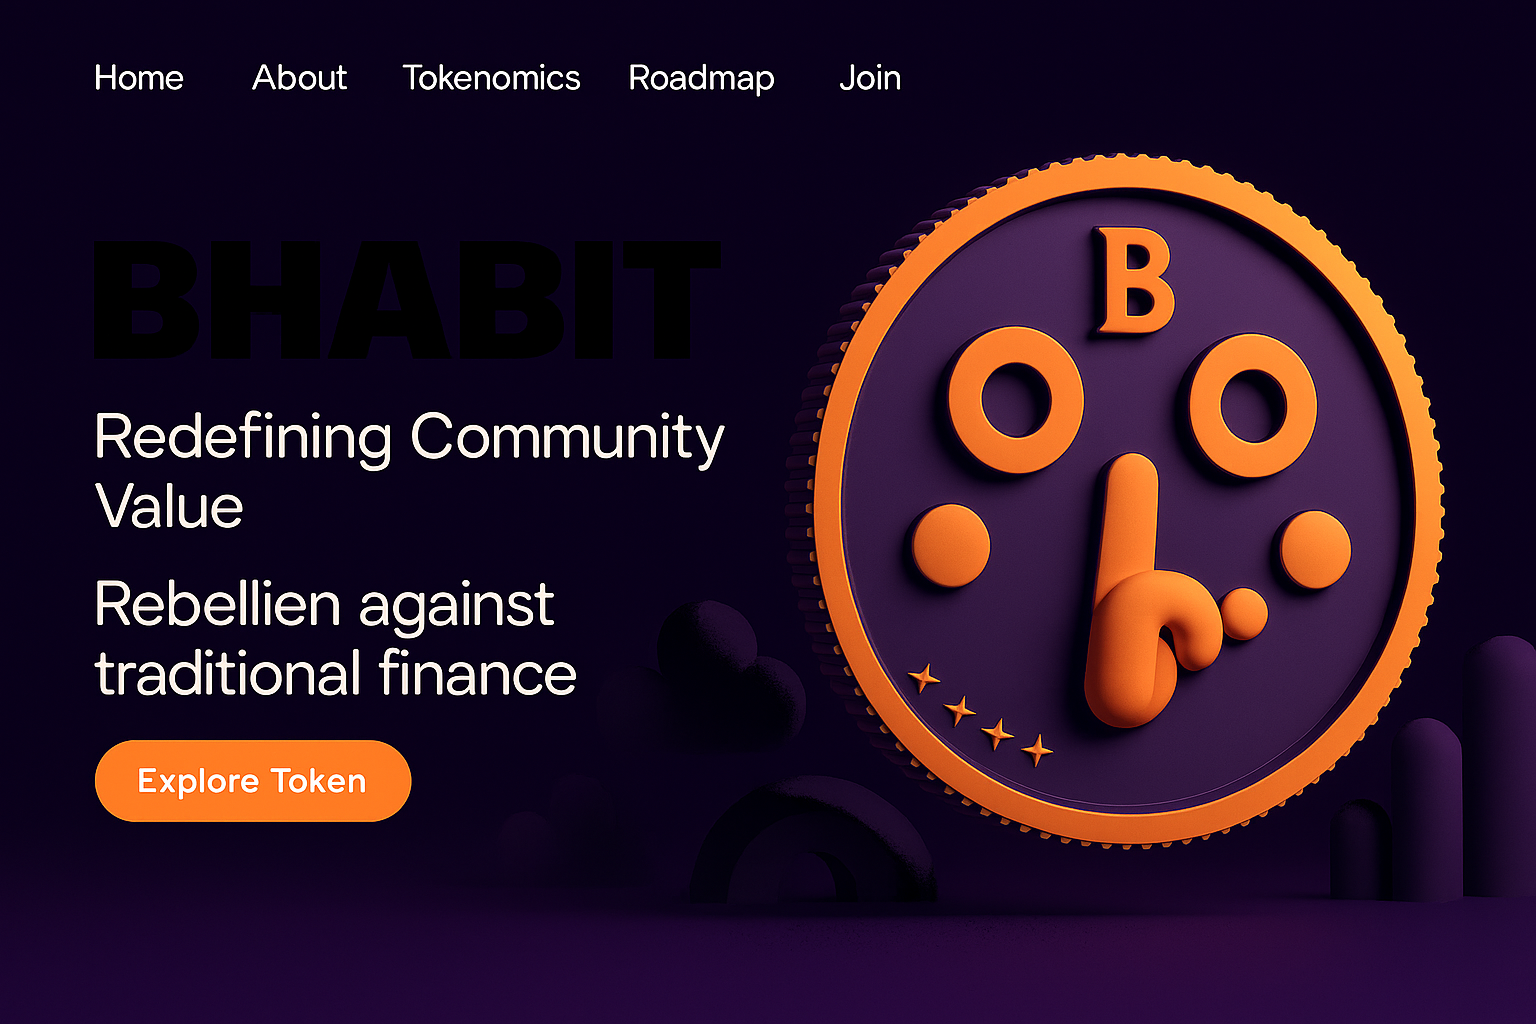 Home About Tokenomics Roadmap Join
BHABIT
Redefining Community
Value
Rebellien against
traditional finance
Explore Token
B